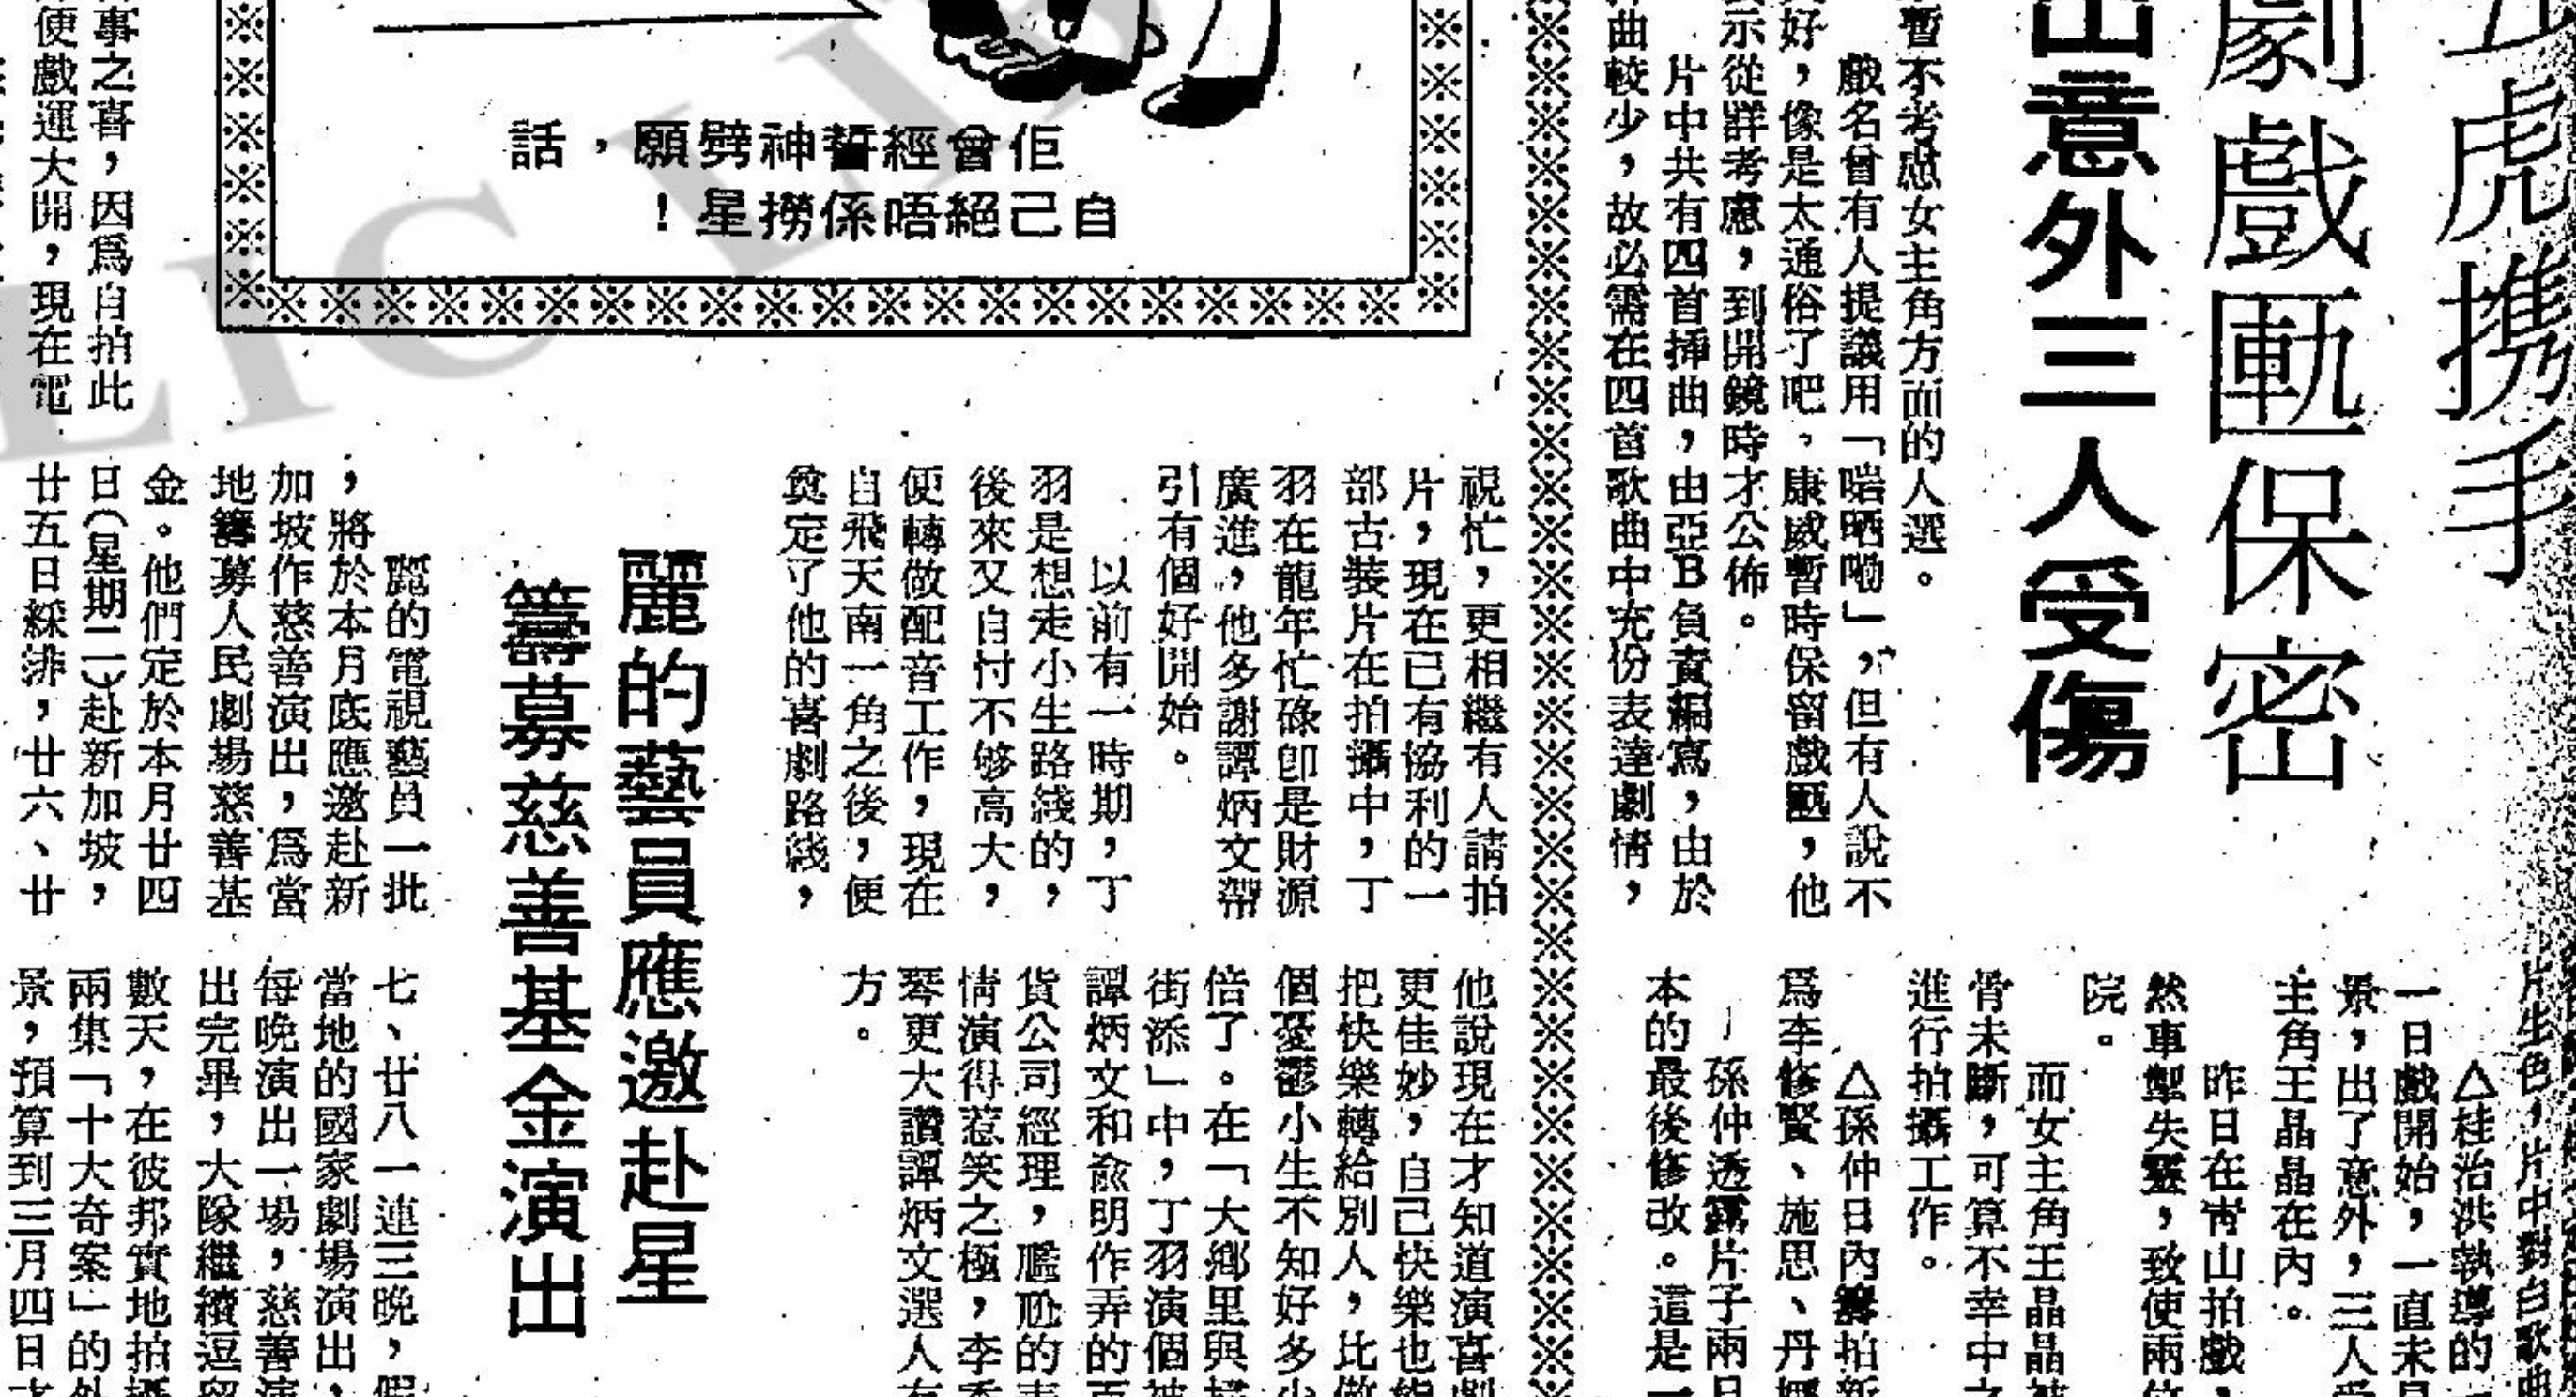 五虎携手
劇戲匭保密
出意外三人受傷
暫不考慮女主角方面的人選。
戲名曾有人提議用「啱晒嘞」,但有人說不
好,像是太通俗了吧,康威暫時保留戲匭,他
示從詳考慮,到開鏡時才公佈。
片中共有四首挿曲,由亞B負責編寫,由於
曲較少,故必需在四首歌曲中充份表達劇情,
片生色,片中對白歌曲
△桂治洪執導的
一日戲開始,一直未
景,出了意外,三人受
主角王晶晶在內。
昨日在靑山拍戲,
然車掣失靈,致使兩
院。
而女主角王晶晶
骨未斷,可算不幸中之
進行拍攝工作。
△孫仲日內籌拍新
爲李修賢、施思、丹娜
孫仲透露片子兩日
本的最後修改。這是一
佢曾經誓神劈願,話
自己絕唔係撈星!
事之喜,因爲自拍此
便戲運大開,現在電
視忙,更相繼有人請拍
片,現在已有協利的一
部古裝片在拍攝中,丁
羽在龍年忙碌卽是財源
廣進,他多謝譚炳文帶
引有個好開始。
以前有一時期,丁
羽是想走小生路綫的,
後來又自忖不够高大,
便轉做配音工作,現在
自飛天南一角之後,便
奠定了他的喜劇路綫,
他說現在才知道演喜劇
更佳妙,自己快樂也能
把快樂轉給別人,比做
個憂鬱小生不知好多少
倍了。在「大鄉里與
街添」中,丁羽演個被
譚炳文和俞明作弄的百
貨公司經理,尷尬的表
情演得惹笑之極,李
琴更大讚譚炳文選人有
方。
麗的藝員應邀赴星
籌募慈善基金演出
麗的電視藝員一批
,將於本月底應邀赴新
加坡作慈善演出,爲當
地籌募人民劇場慈善基
金。他們定於本月廿四
日(星期二)赴新加坡,
廿五日綵排,廿六、廿
七、廿八一連三晚,假
當地的國家劇場演出,
每晚演出一場,慈善演
出完畢,大隊繼續逗留
數天,在彼邦實地拍攝
兩集「十大奇案」的外
景,預算到三月四日才